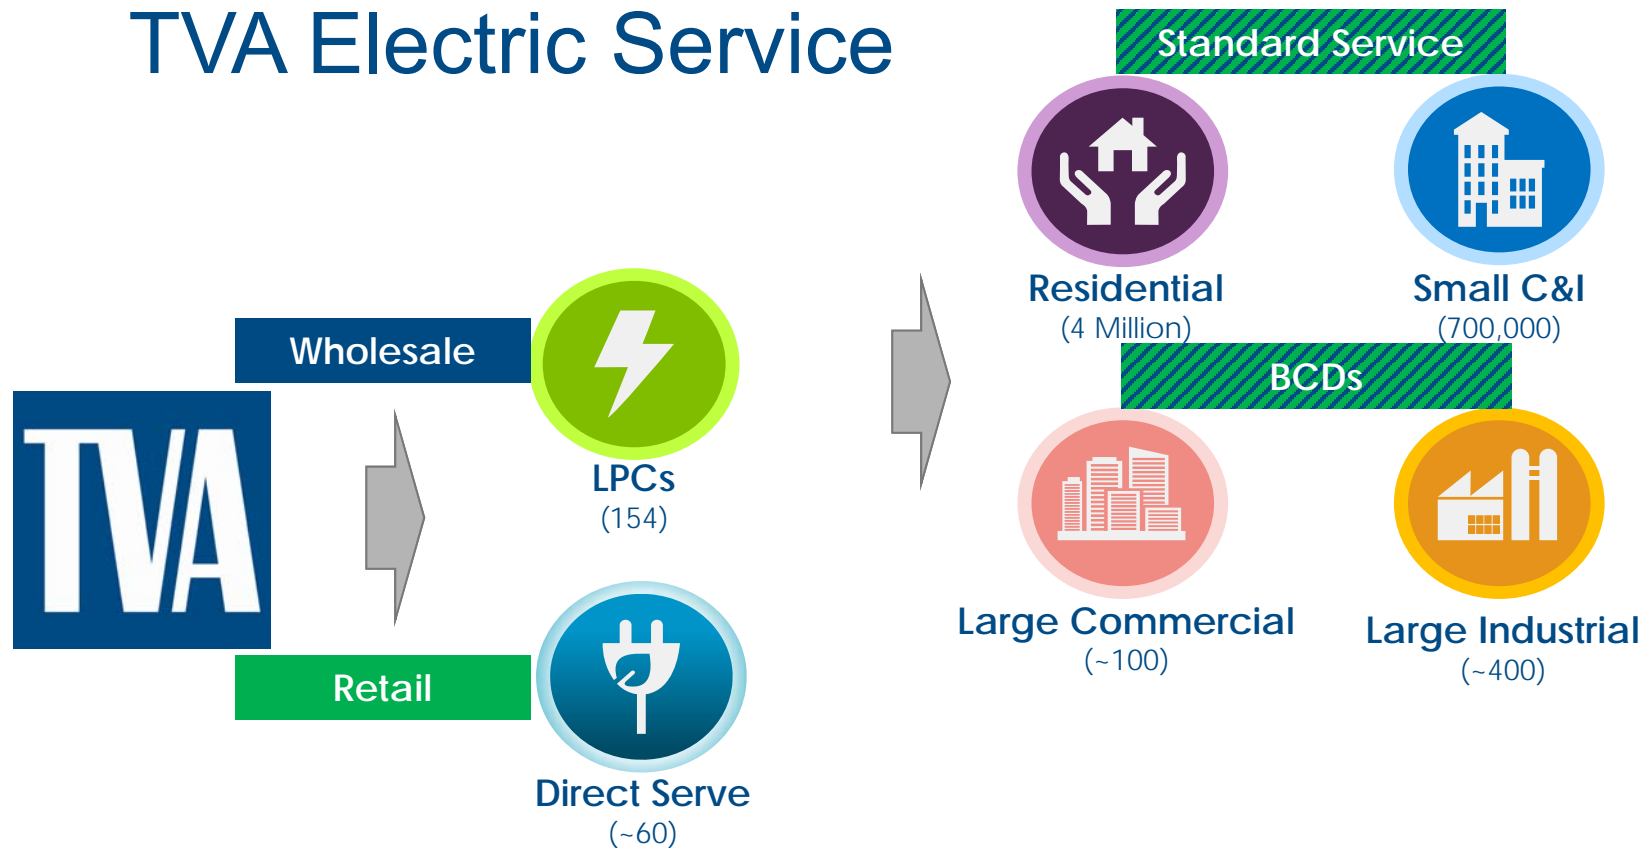 TVA Electric Service
Wholesale
TVA
LPCs
(154)
Retail
Direct Serve
(~60)
Standard Service
Residential
(4 Million)
Small C&I
(700,000)
BCDs
Large Commercial
(~100)
Large Industrial
(~400)